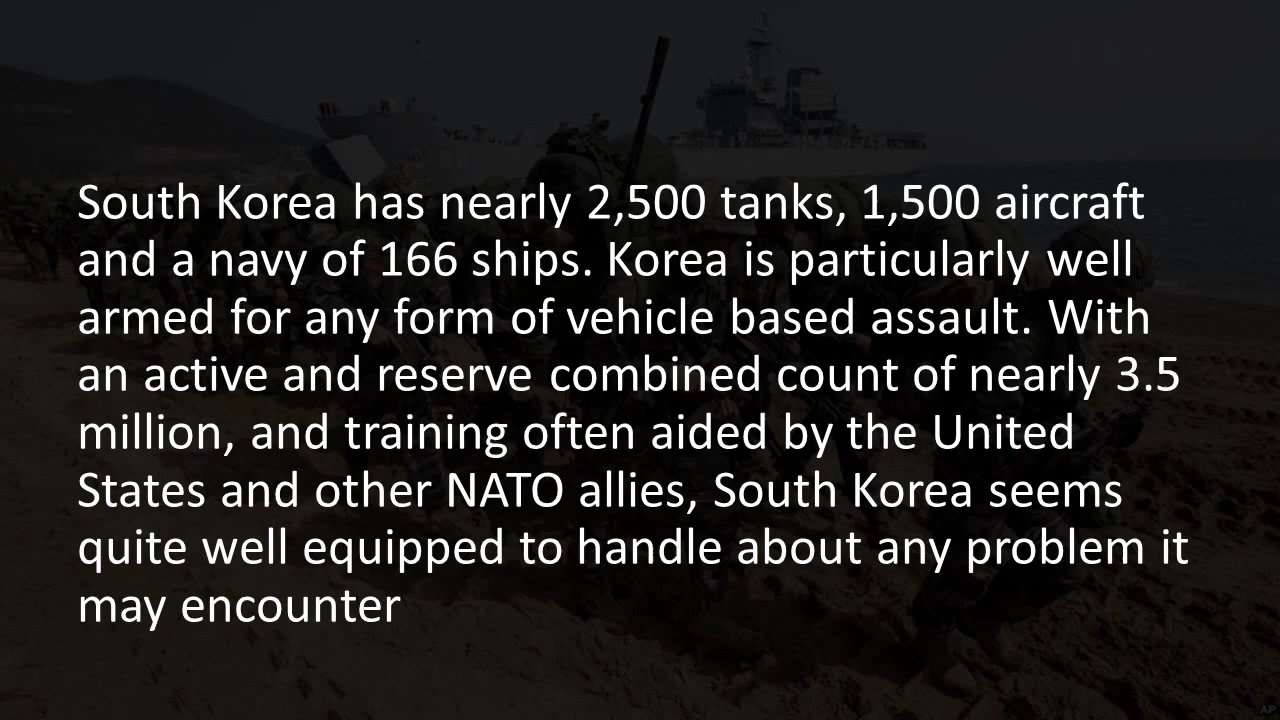 South Korea has nearly 2,500 tanks, 1,500 aircraft
and a navy of 166 ships. Korea is particularly well
armed for any form of vehicle based assault. With
an active and reserve combined count of nearly 3.5
million, and training often aided by the United
States and other NATO allies, South Korea seems
quite well equipped to handle about any problem it
may encounter
AP